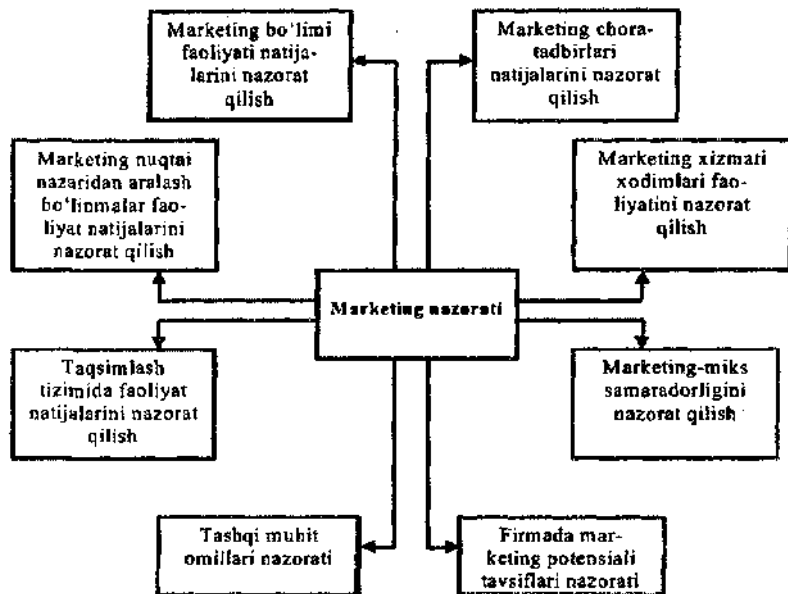 Marketing bo‘limi
faoliyati natija-
larini nazorat
qilish
Marketing chora-
tadbirlari
natijalarini nazorat
qilish
Marketing nuqtai
nazaridan aralash
bo‘linmalar fao-
liyat natijalarini
nazorat qilish
Marketing xizmati
xodimlari fao-
liyatini nazorat
qilish
Marketing nazorati
Taqsimlash
tizimida faoliyat
natijalarini nazorat
qilish
Marketing-miks
samaradorligini
nazorat qilish
Tashqi muhit
omillari nazorati
Firmada mar-
keting potensiali
tavsiflari nazorati